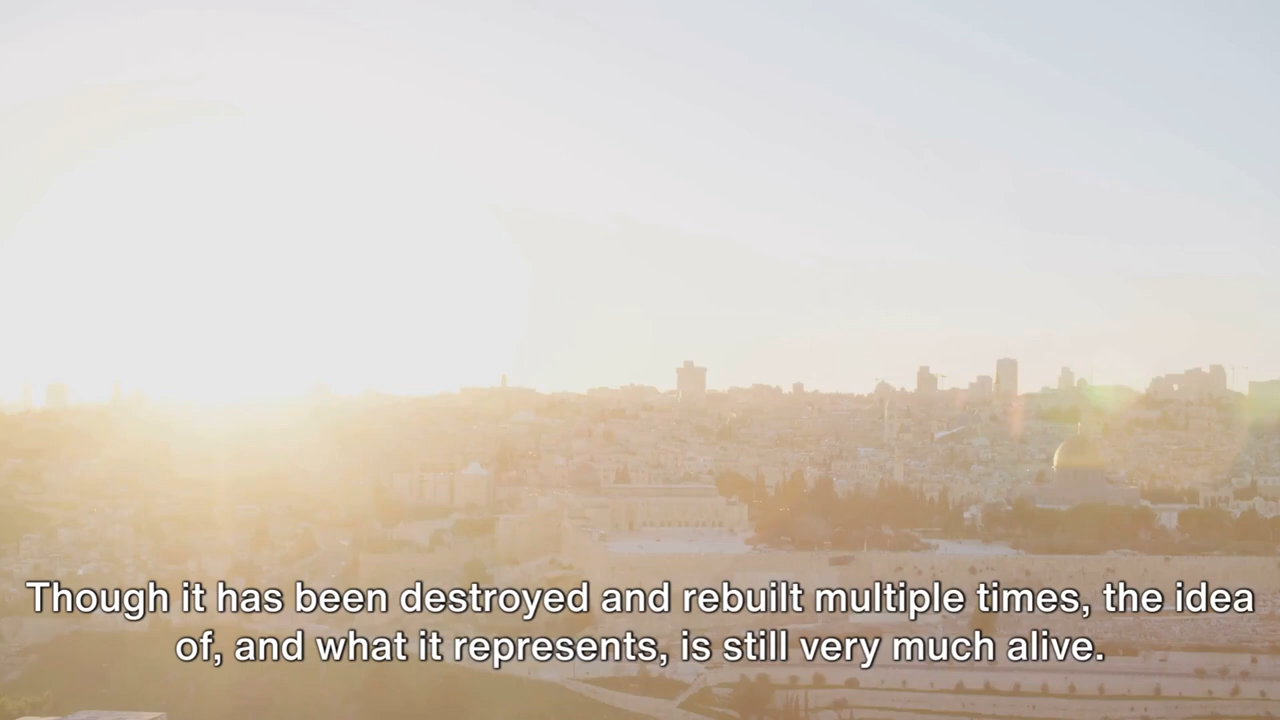 Though it has been destroyed and rebuilt multiple times, the idea
of, and what it represents, is still very much alive.